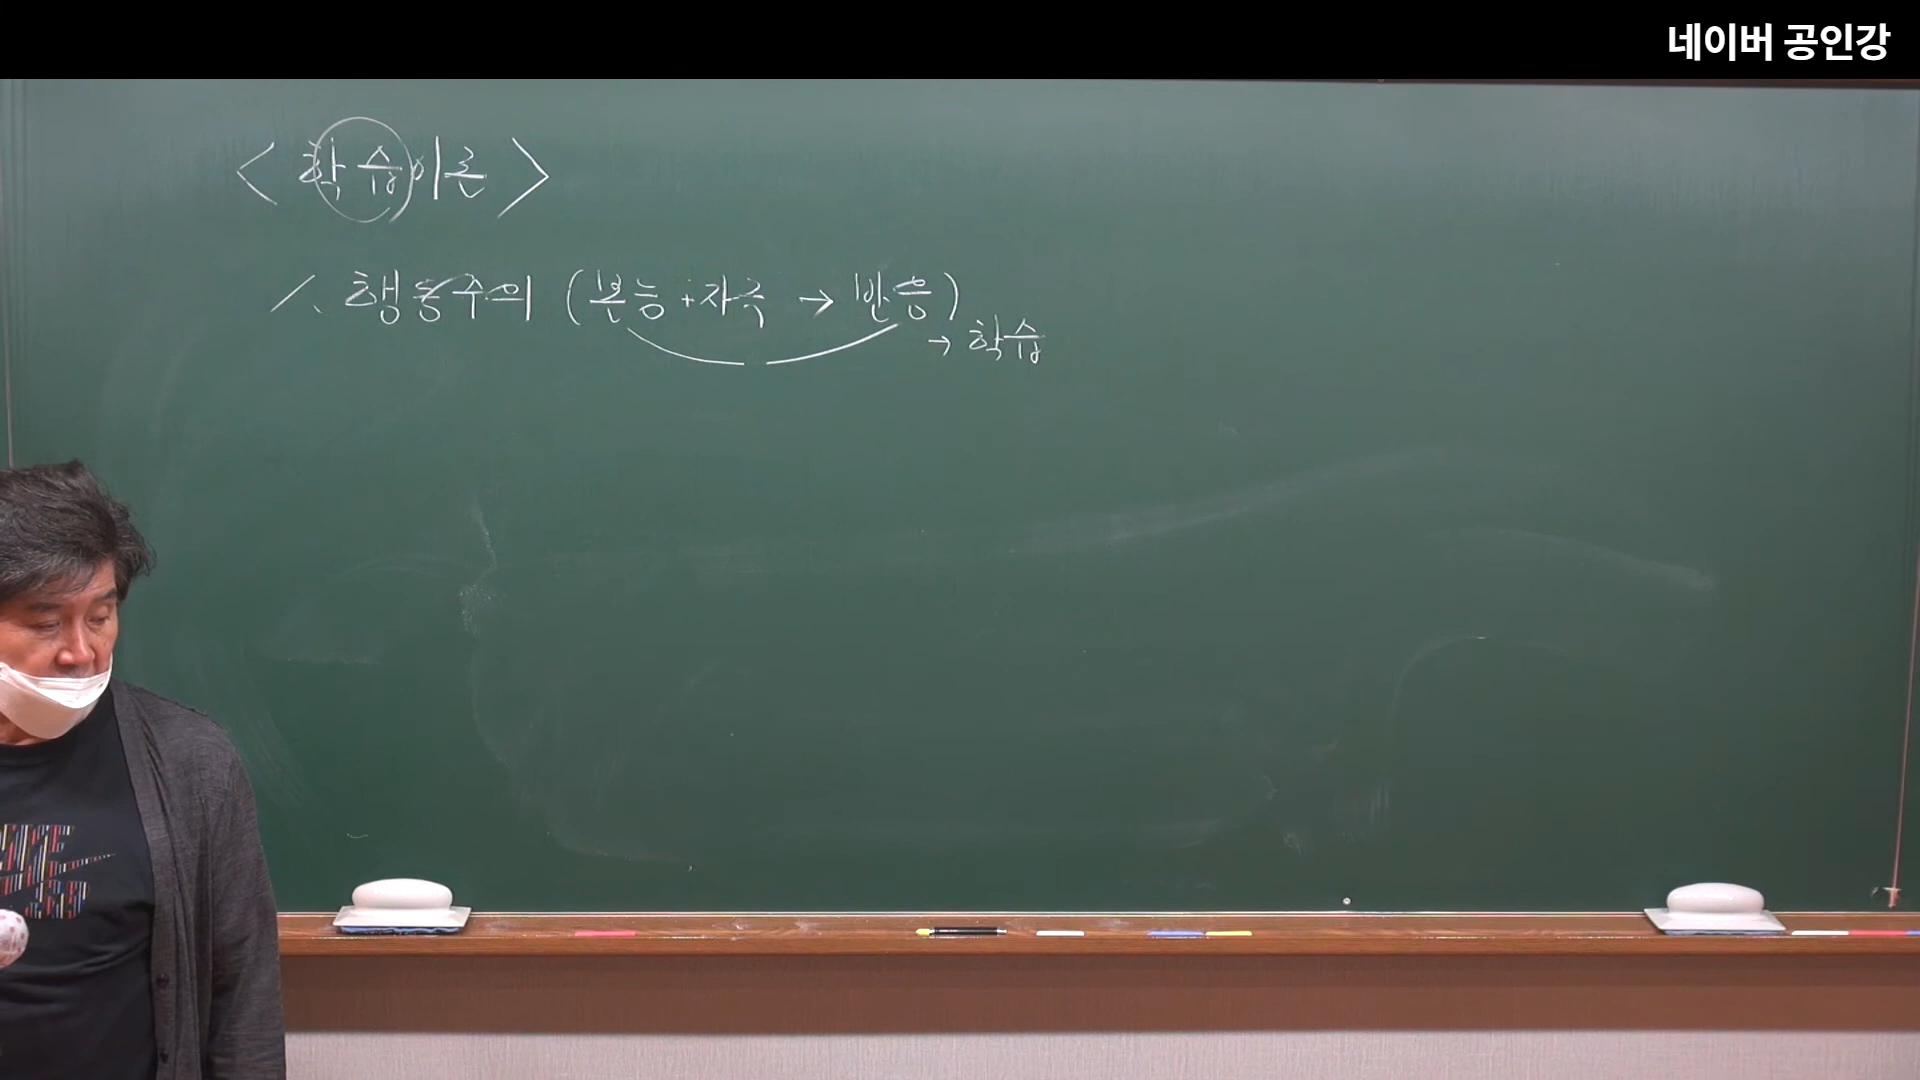 네이버 공인강
< 학습이론 >
1. 행동주의 (본능+자극 → 반응)
→ 학습